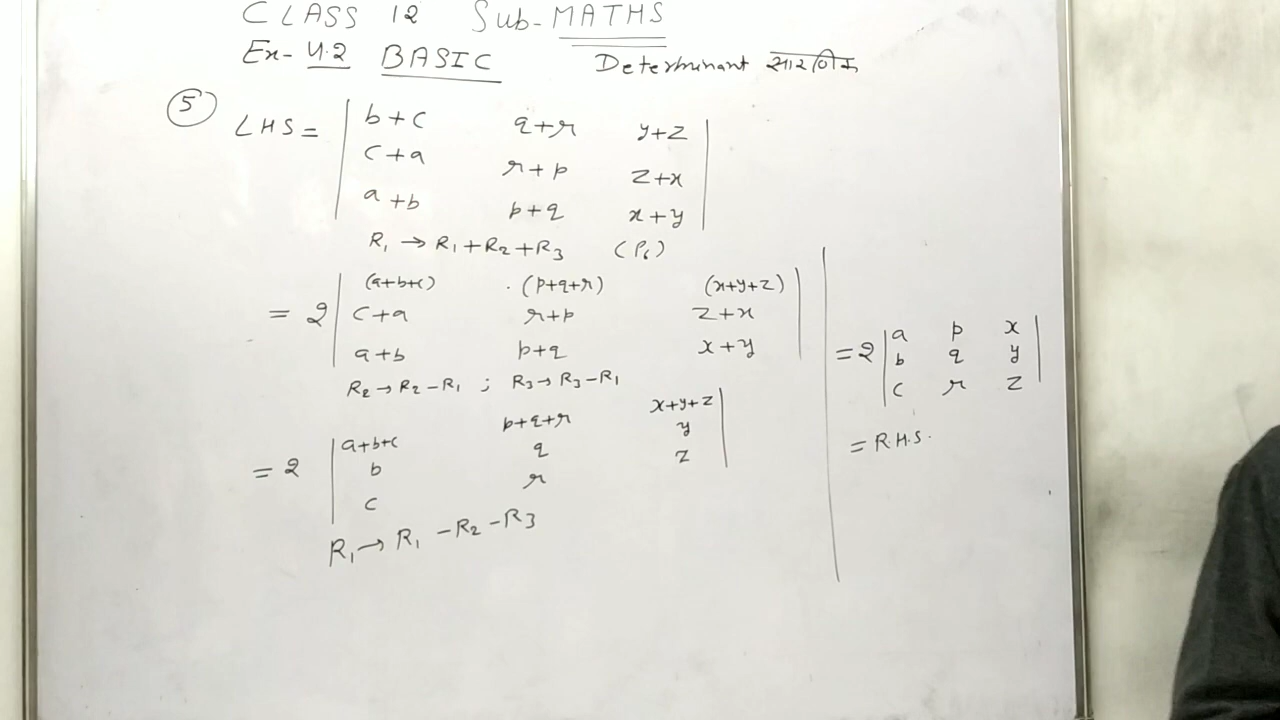 CLASS 12 Sub-MATHS
Ex-4.2 BASIC Determinant सारणिक
5
LHS = | b+c q+r y+z |
| c+a r+p z+x |
| a+b p+q x+y |
R₁ → R₁+R₂+R₃ (P₆)
= 2 | (a+b+c) (p+q+r) (x+y+z) |
| c+a r+p z+x |
| a+b p+q x+y |
R₂→R₂-R₁ ; R₃→R₃-R₁
= 2 | a+b+c p+q+r x+y+z |
| b q y |
| c r z |
R₁→ R₁ -R₂ -R₃
= 2 | a p x |
| b q y |
| c r z |
= R.H.S.